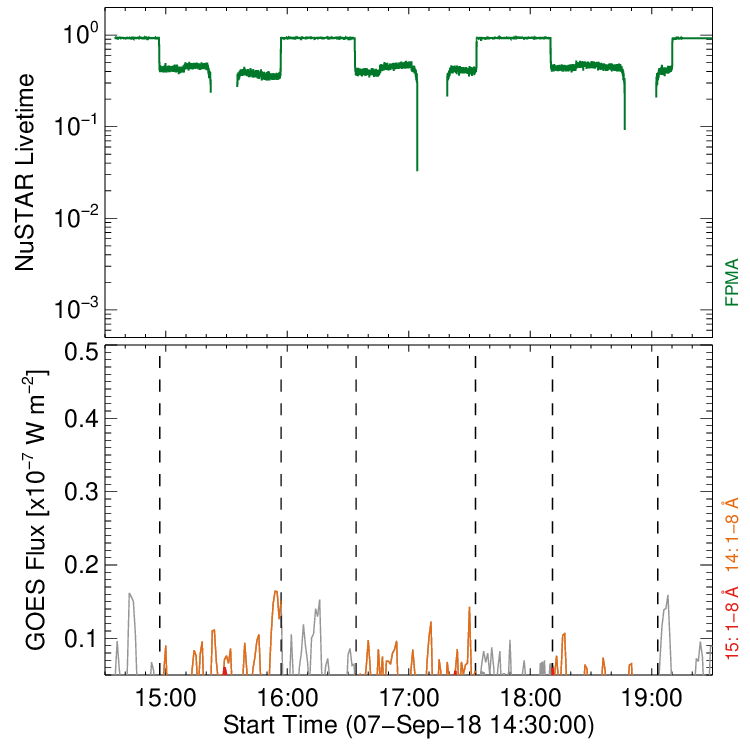 10⁰
10⁻¹
10⁻²
10⁻³
NuSTAR Livetime
FPMA
0.5
0.4
0.3
0.2
0.1
GOES Flux [x10⁻⁷ W m⁻²]
15: 1−8 Å 14: 1−8 Å
15:00 16:00 17:00 18:00 19:00
Start Time (07−Sep−18 14:30:00)